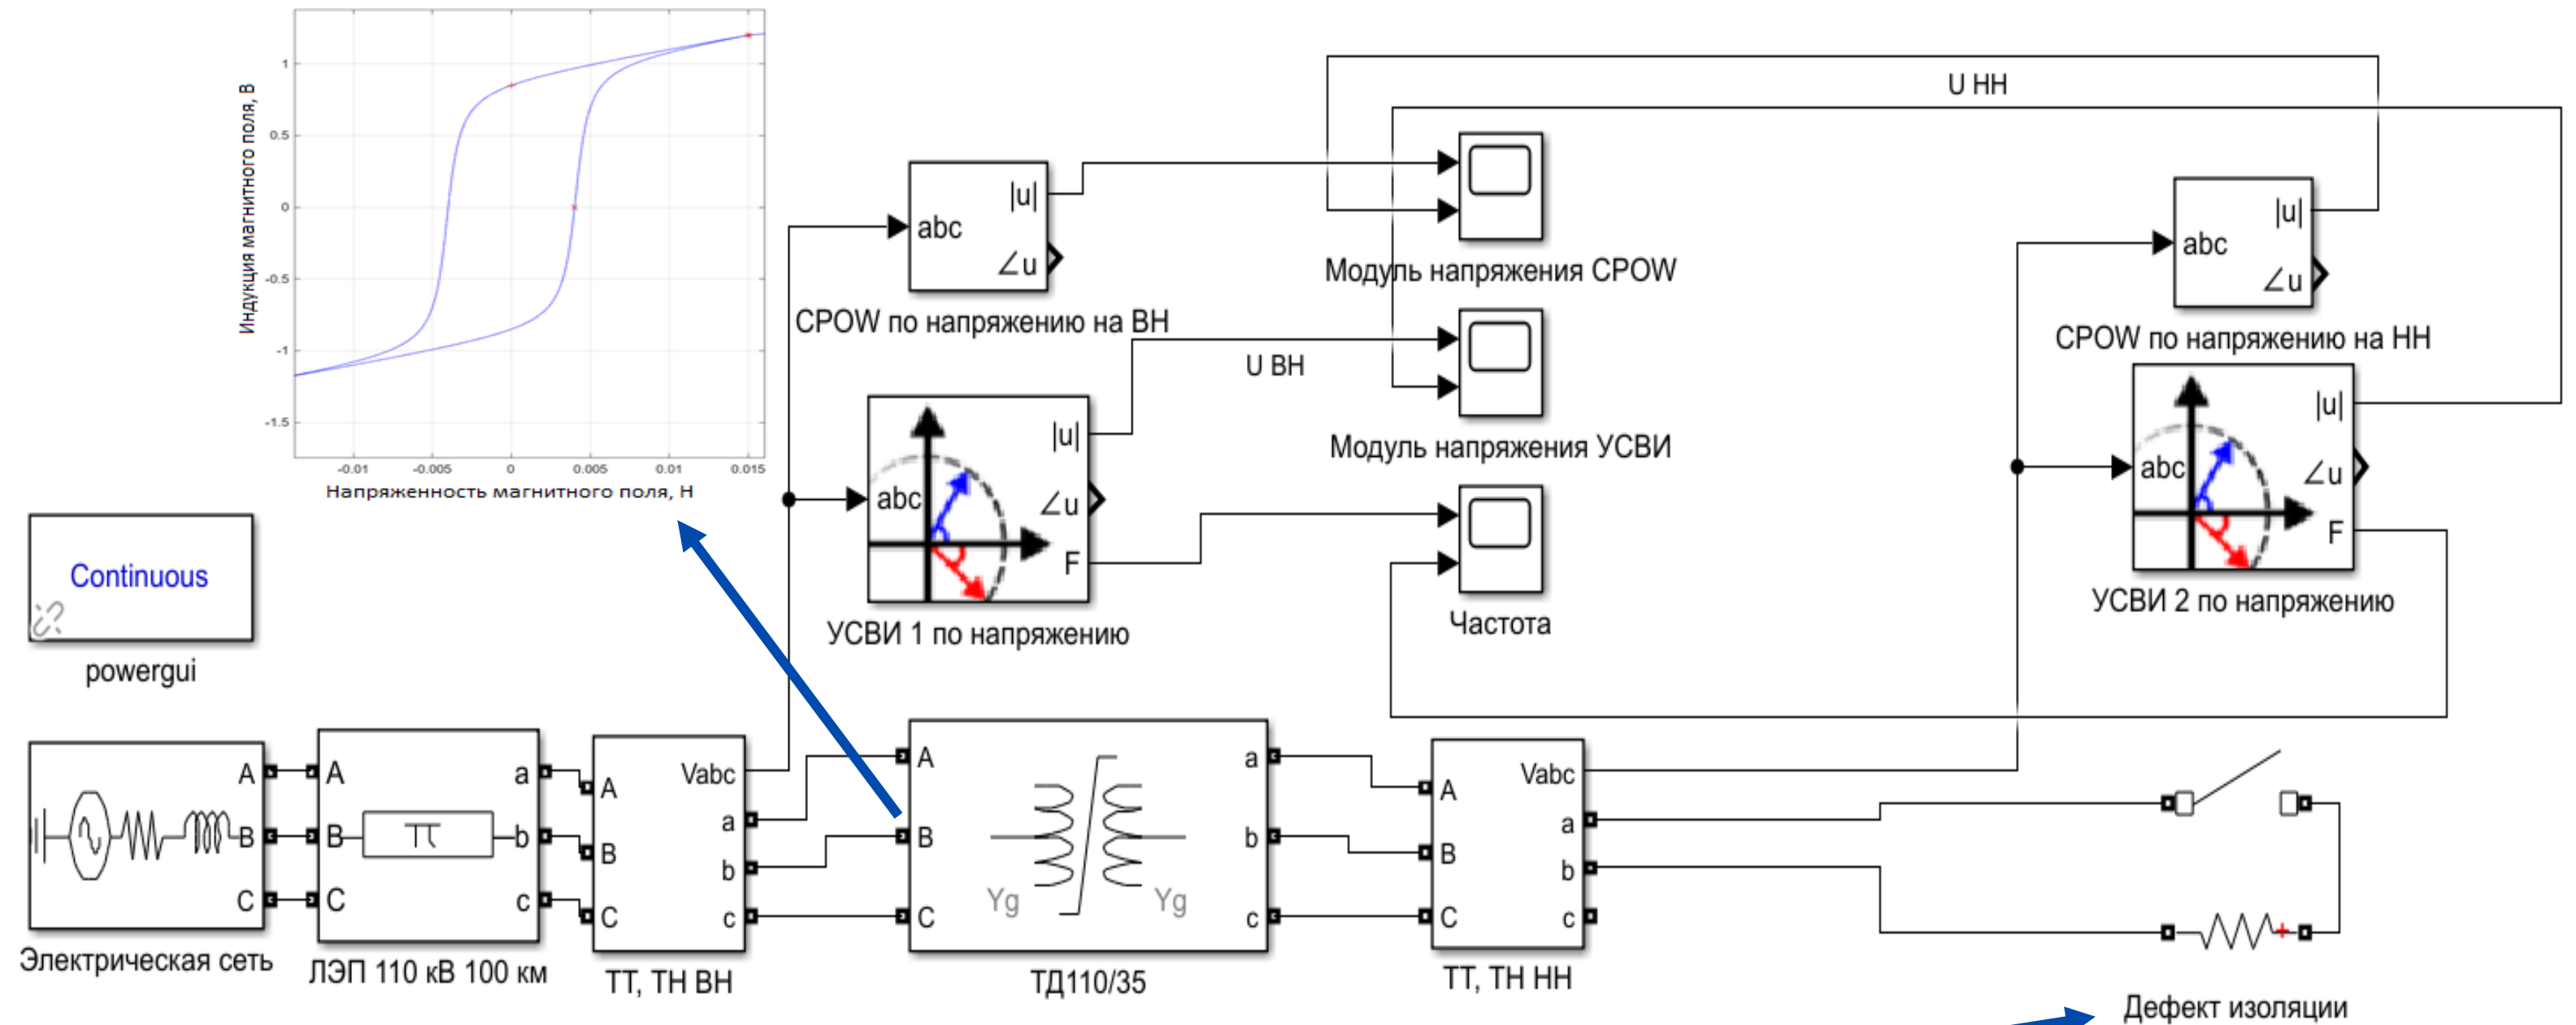 Индукция магнитного поля, В
1
0.5
0
-0.5
-1
-1.5
-0.01
-0.005
0
0.005
0.01
0.015
Напряженность магнитного поля, Н
U НН
U ВН
abc
|u|
∠u
CPOW по напряжению на ВН
abc
|u|
∠u
F
УСВИ 1 по напряжению
Модуль напряжения CPOW
Модуль напряжения УСВИ
Частота
abc
|u|
∠u
CPOW по напряжению на НН
abc
|u|
∠u
F
УСВИ 2 по напряжению
Continuous
powergui
A
B
C
Электрическая сеть
A
B
C
π
a
b
c
ЛЭП 110 кВ 100 км
A
B
C
Vabc
a
b
c
ТТ, ТН ВН
A
B
C
Yg
Yg
a
b
c
ТД110/35
A
B
C
Vabc
a
b
c
ТТ, ТН НН
+
Дефект изоляции